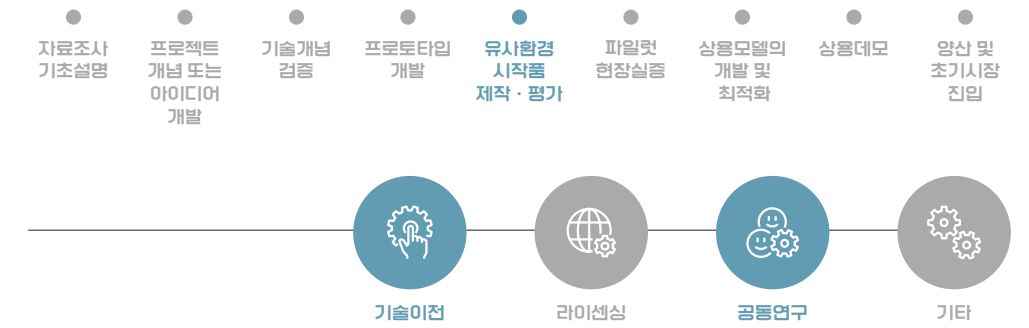 자료조사
기초설명
프로젝트
개념 또는
아이디어
개발
기술개념
검증
프로토타입
개발
유사환경
시작품
제작 · 평가
파일럿
현장실증
상용모델의
개발 및
최적화
상용데모
양산 및
초기시장
진입
기술이전
라이센싱
공동연구
기타